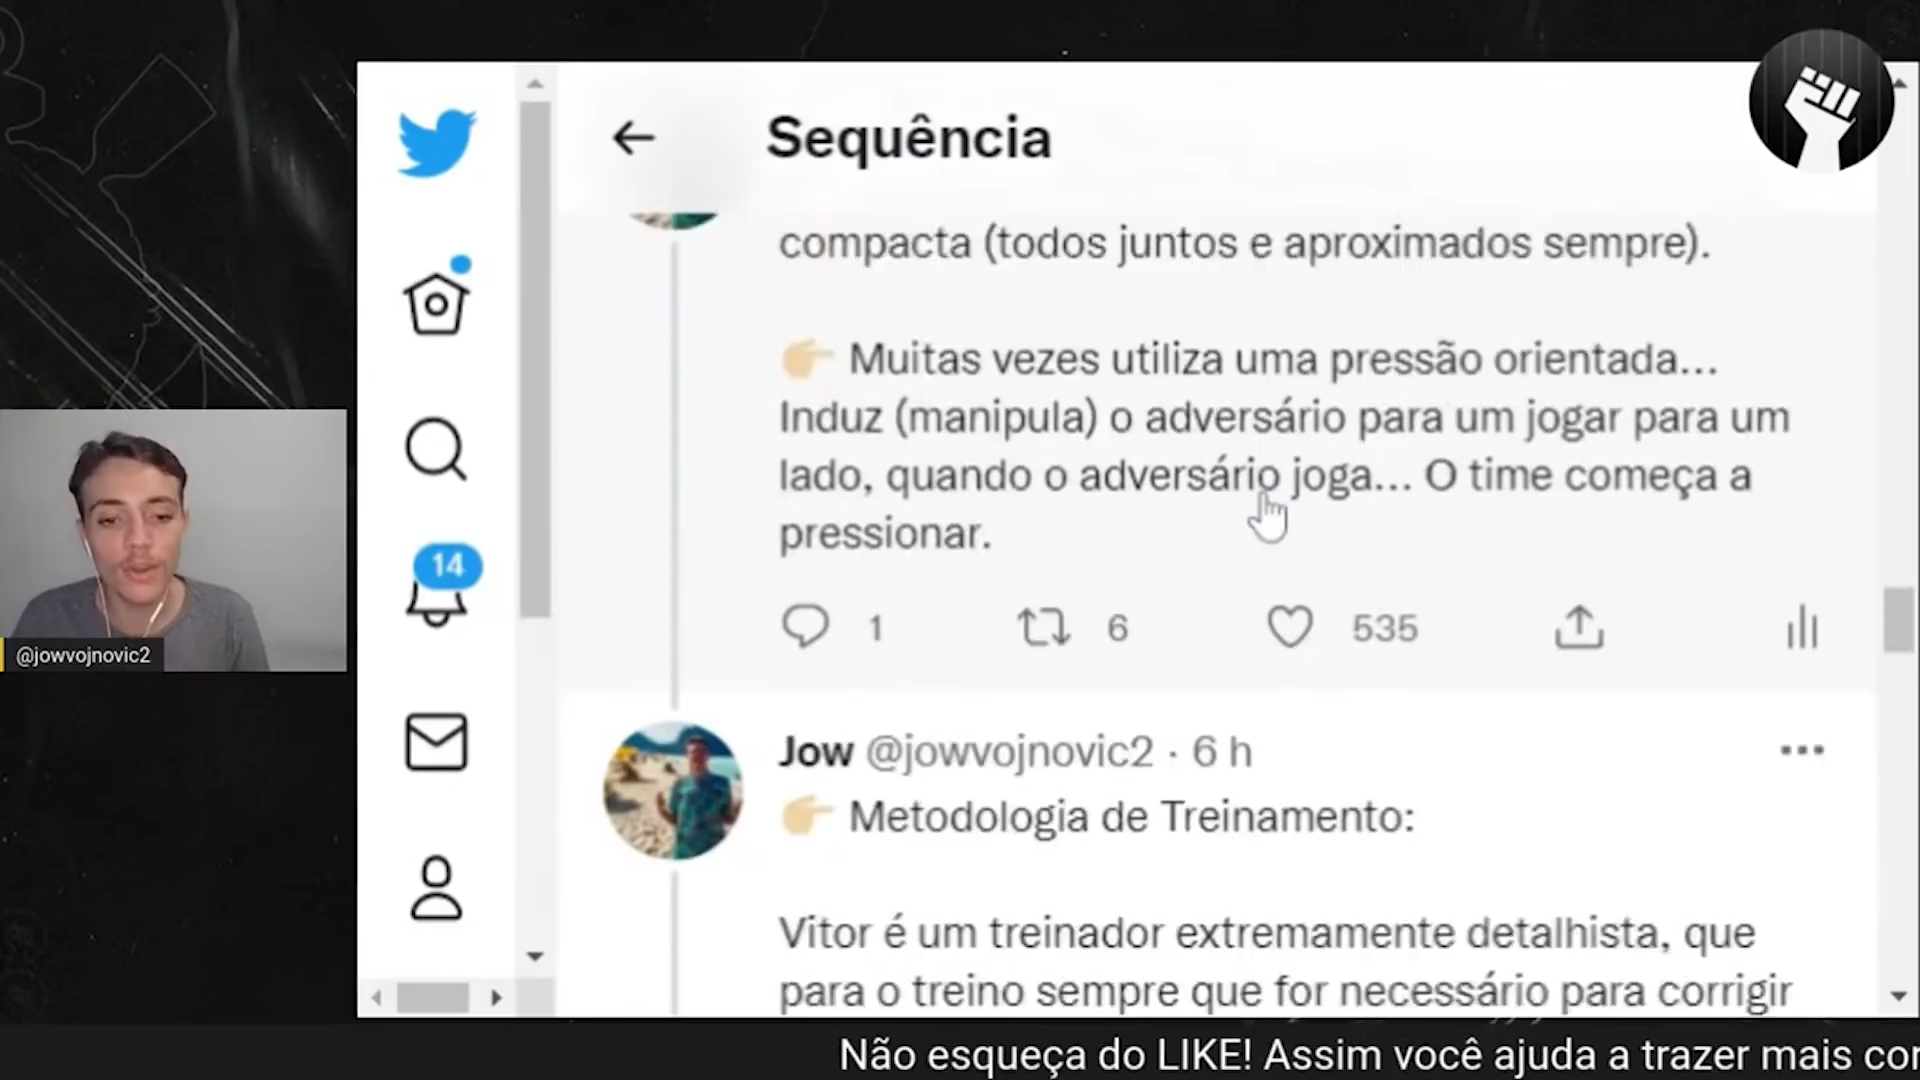 Sequência
compacta (todos juntos e aproximados sempre).
Muitas vezes utiliza uma pressão orientada...
Induz (manipula) o adversário para um jogar para um
lado, quando o adversário joga... O time começa a
pressionar.
14
1 6 535
@jowvojnovic2
Jow @jowvojnovic2 · 6 h
Metodologia de Treinamento:
Vitor é um treinador extremamente detalhista, que
para o treino sempre que for necessário para corrigir
Não esqueça do LIKE! Assim você ajuda a trazer mais cor